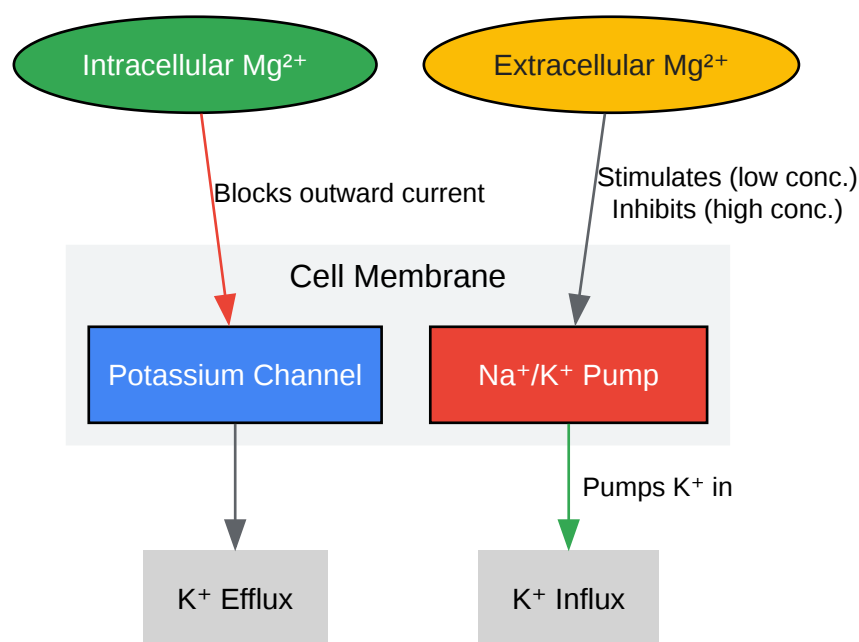 Intracellular Mg²⁺
Extracellular Mg²⁺
Blocks outward current
Stimulates (low conc.)
Inhibits (high conc.)
Cell Membrane
Potassium Channel
Na⁺/K⁺ Pump
Pumps K⁺ in
K⁺ Efflux
K⁺ Influx